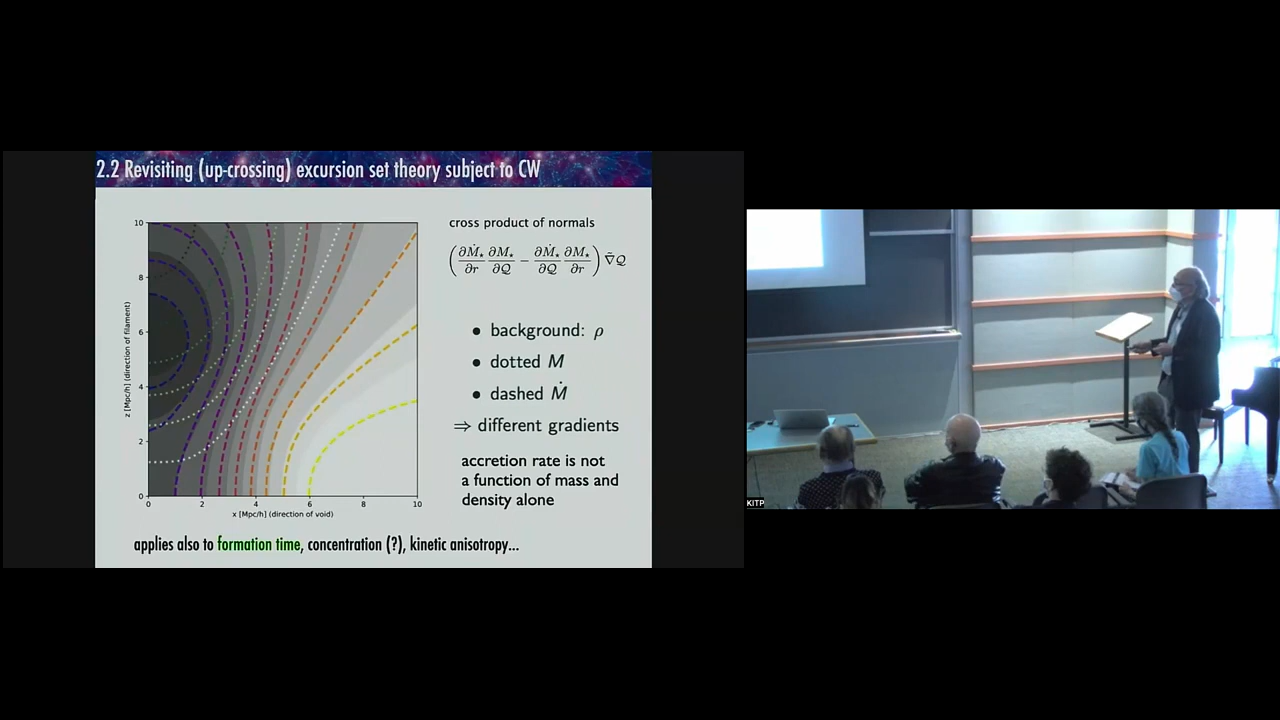 2.2 Revisiting (up-crossing) excursion set theory subject to CW
cross product of normals
(∂Ṁ⋆/∂r ∂M⋆/∂Q − ∂Ṁ⋆/∂Q ∂M⋆/∂r) ∇̃Q
• background: ρ
• dotted M
• dashed Ṁ
⇒ different gradients
accretion rate is not
a function of mass and
density alone
z [Mpc/h] (direction of filament)
10
8
6
4
2
0
0 2 4 6 8 10
x [Mpc/h] (direction of void)
applies also to formation time, concentration (?), kinetic anisotropy...
KITP